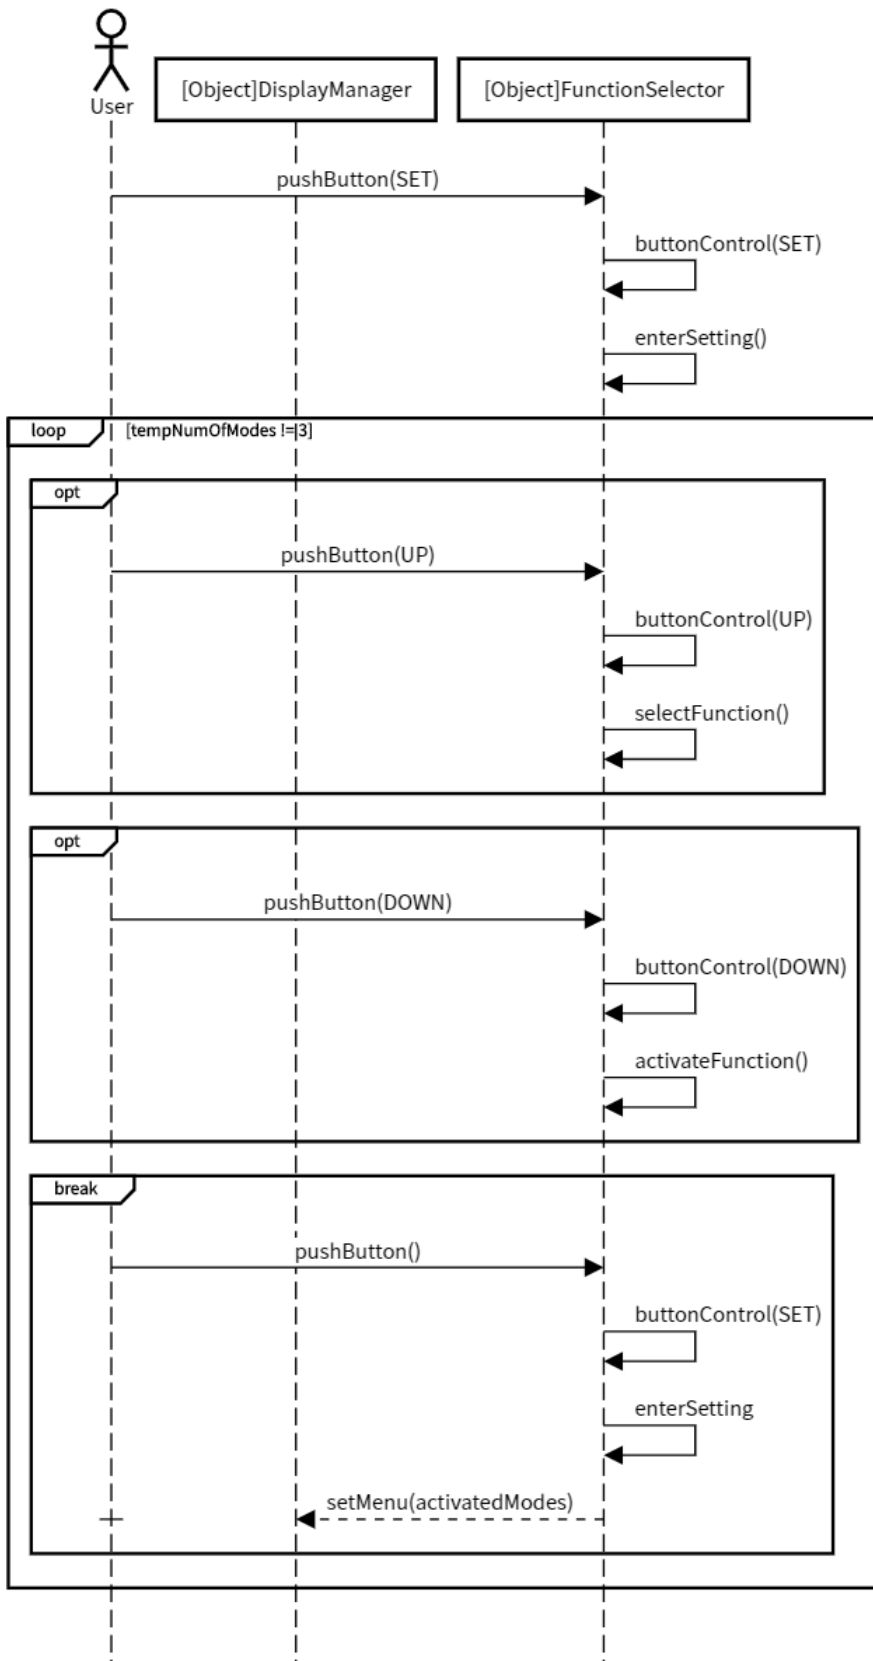 User
[Object]DisplayManager
[Object]FunctionSelector
pushButton(SET)
buttonControl(SET)
enterSetting()
loop
[tempNumOfModes != 3]
opt
pushButton(UP)
buttonControl(UP)
selectFunction()
opt
pushButton(DOWN)
buttonControl(DOWN)
activateFunction()
break
pushButton()
buttonControl(SET)
enterSetting
setMenu(activatedModes)